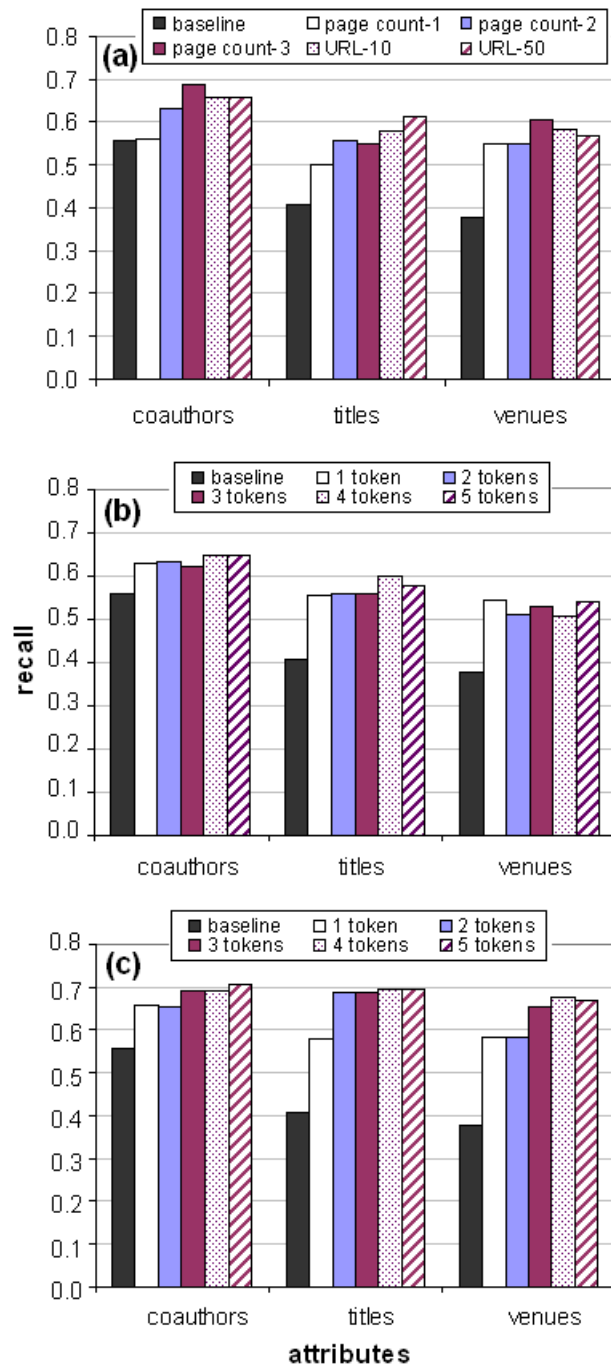 baseline page count-1 page count-2
page count-3 URL-10 URL-50
(a)
0.8
0.7
0.6
0.5
0.4
0.3
0.2
0.1
0.0
coauthors titles venues
baseline 1 token 2 tokens
3 tokens 4 tokens 5 tokens
(b)
0.8
0.7
0.6
0.5
0.4
0.3
0.2
0.1
0.0
recall
coauthors titles venues
baseline 1 token 2 tokens
3 tokens 4 tokens 5 tokens
(c)
0.8
0.7
0.6
0.5
0.4
0.3
0.2
0.1
0.0
coauthors titles venues
attributes